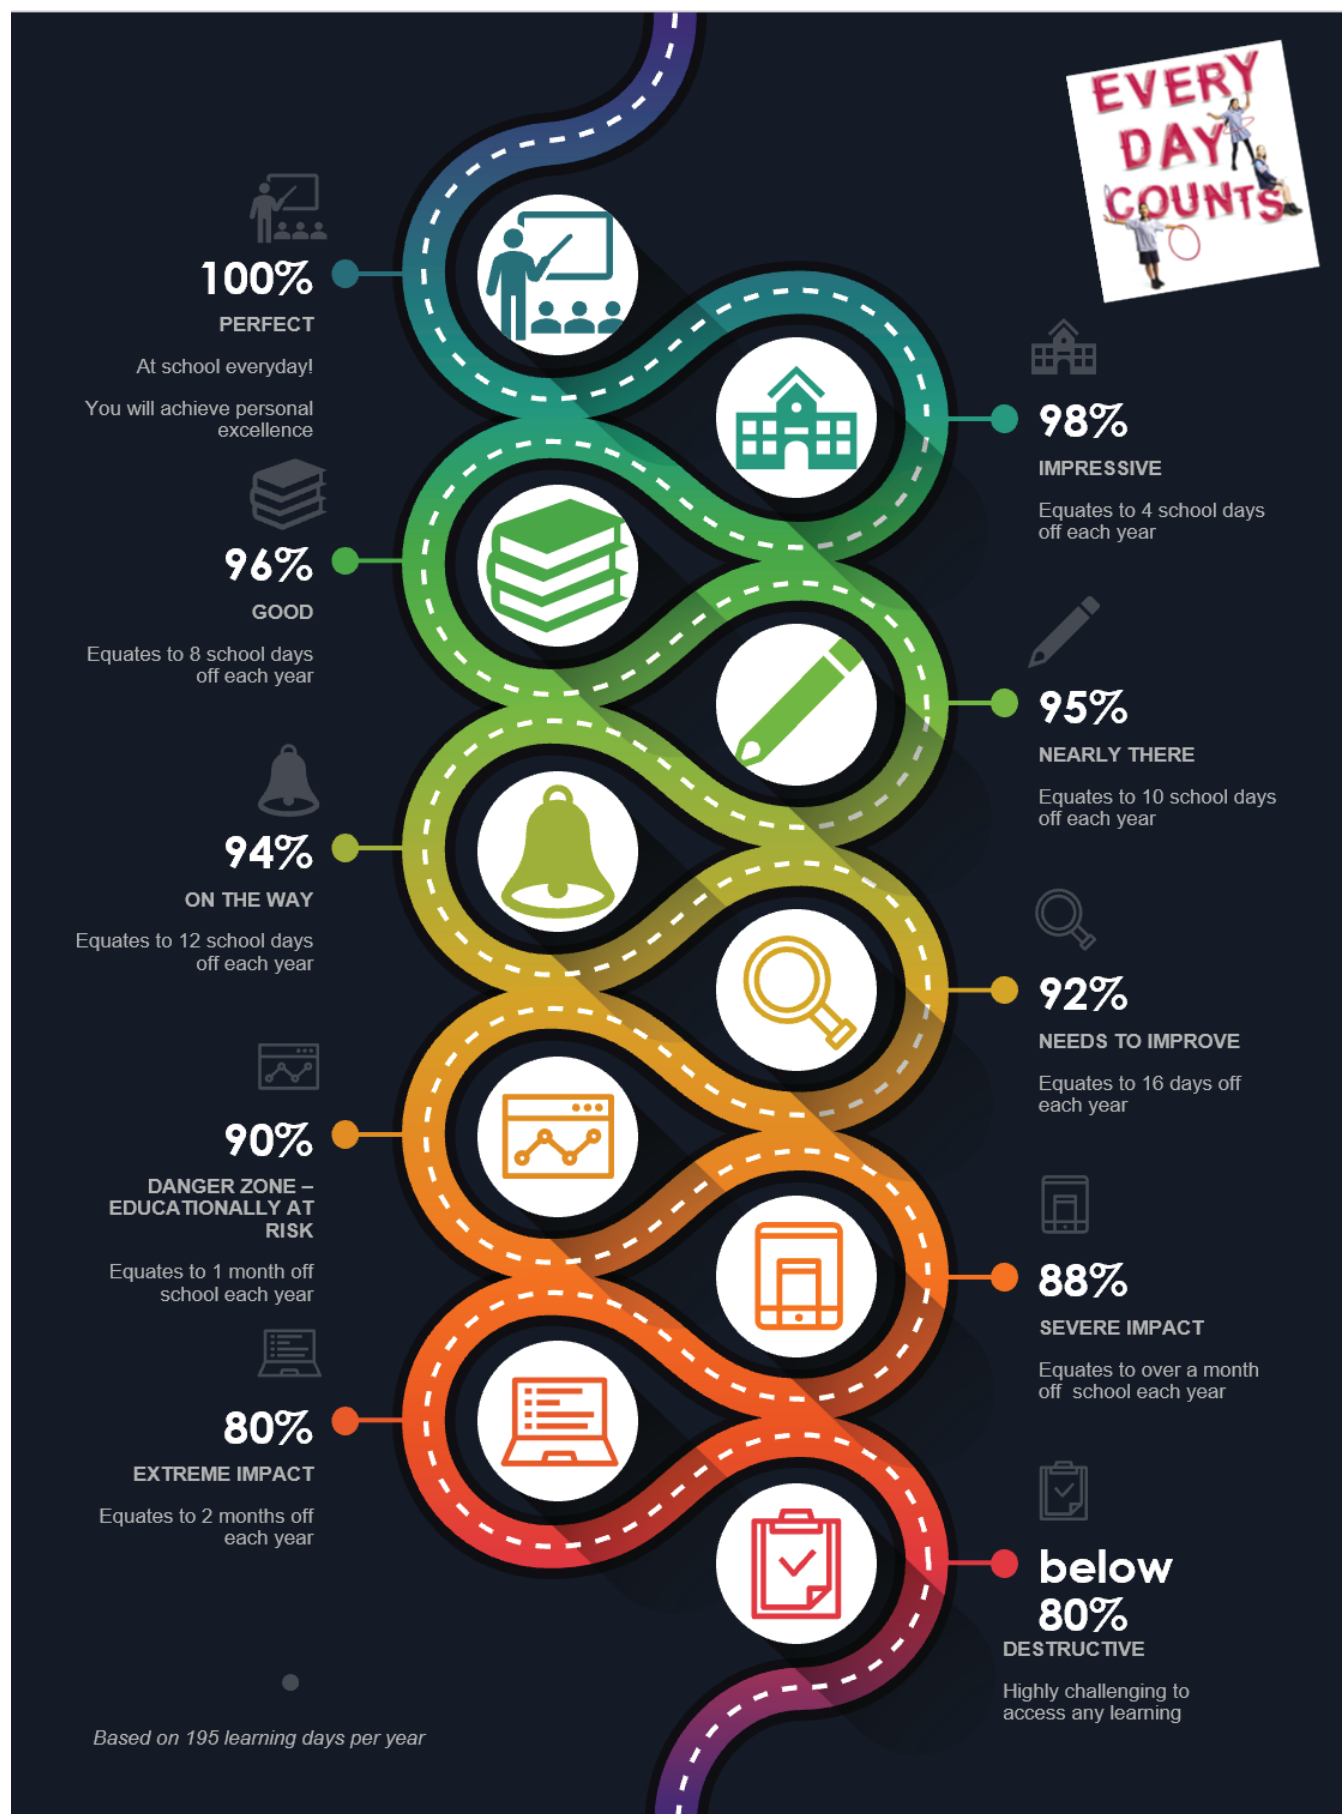 EVERY
DAY
COUNTS
100%
PERFECT
At school everyday!
You will achieve personal
excellence
98%
IMPRESSIVE
Equates to 4 school days
off each year
96%
GOOD
Equates to 8 school days
off each year
95%
NEARLY THERE
Equates to 10 school days
off each year
94%
ON THE WAY
Equates to 12 school days
off each year
92%
NEEDS TO IMPROVE
Equates to 16 days off
each year
90%
DANGER ZONE –
EDUCATIONALLY AT
RISK
Equates to 1 month off
school each year
88%
SEVERE IMPACT
Equates to over a month
off  school each year
80%
EXTREME IMPACT
Equates to 2 months off
each year
below
80%
DESTRUCTIVE
Highly challenging to
access any learning
Based on 195 learning days per year